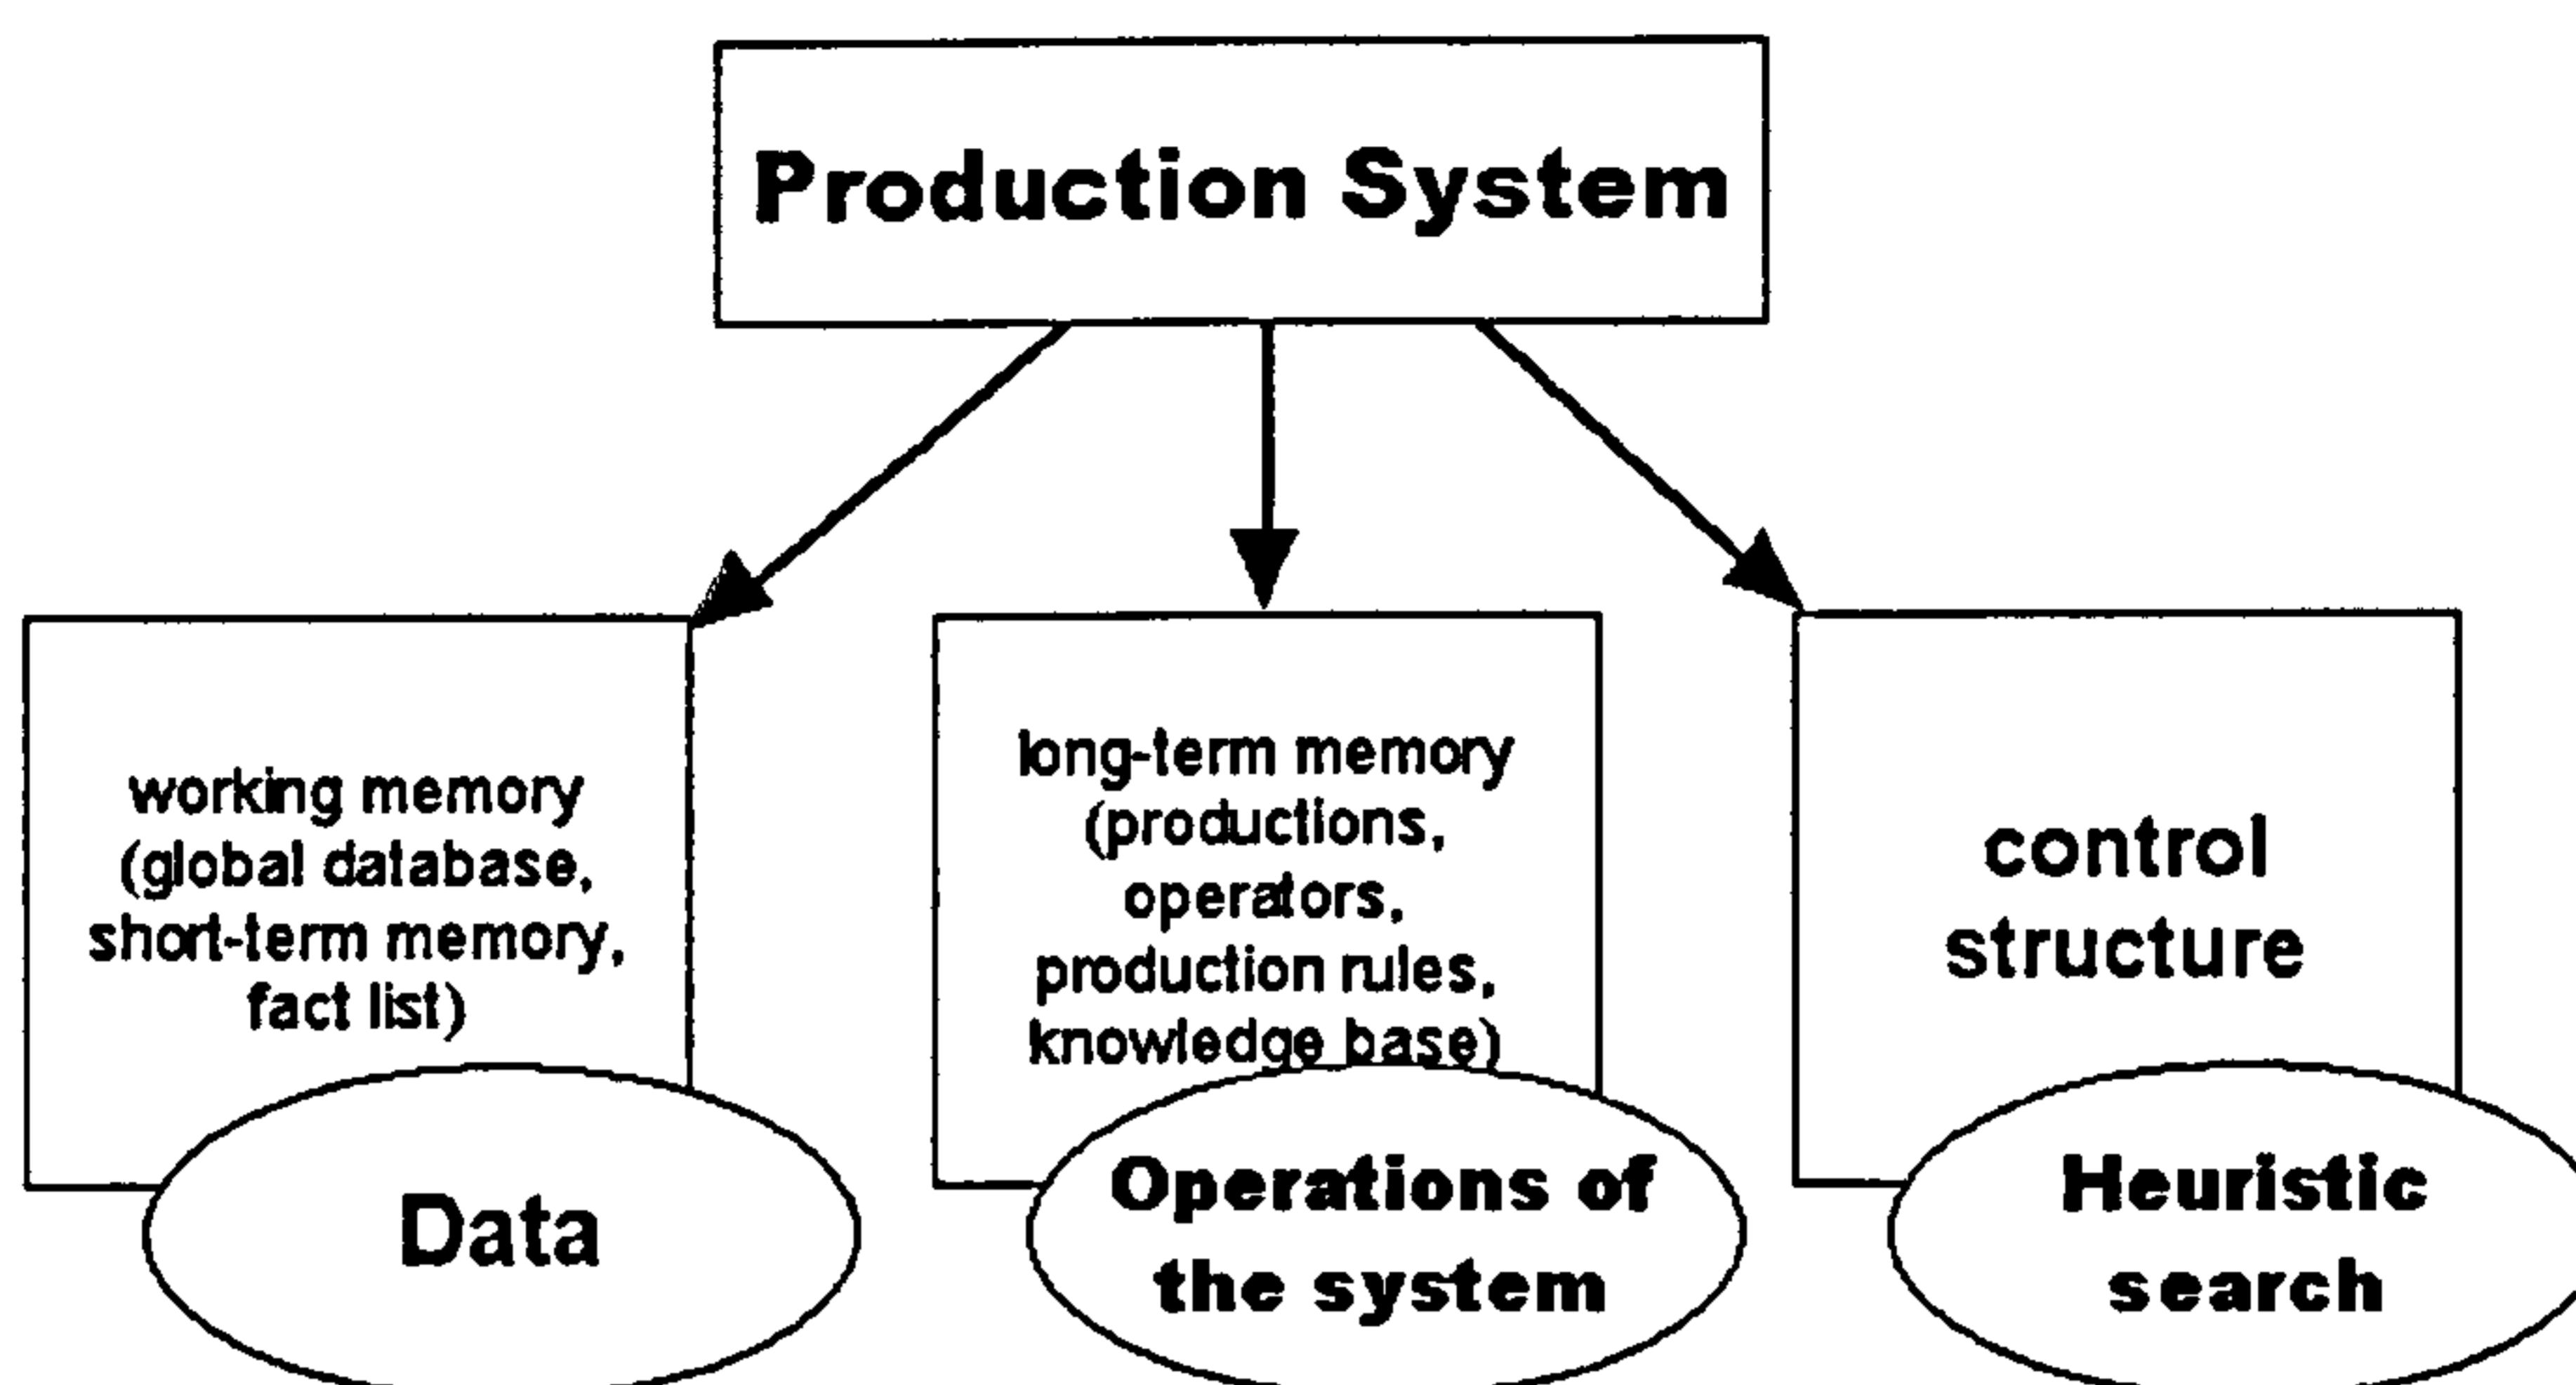 Production System
working memory
(global database,
short-term memory,
fact list)
Data
long-term memory
(productions,
operators,
production rules,
knowledge base)
Operations of
the system
control
structure
Heuristic
search